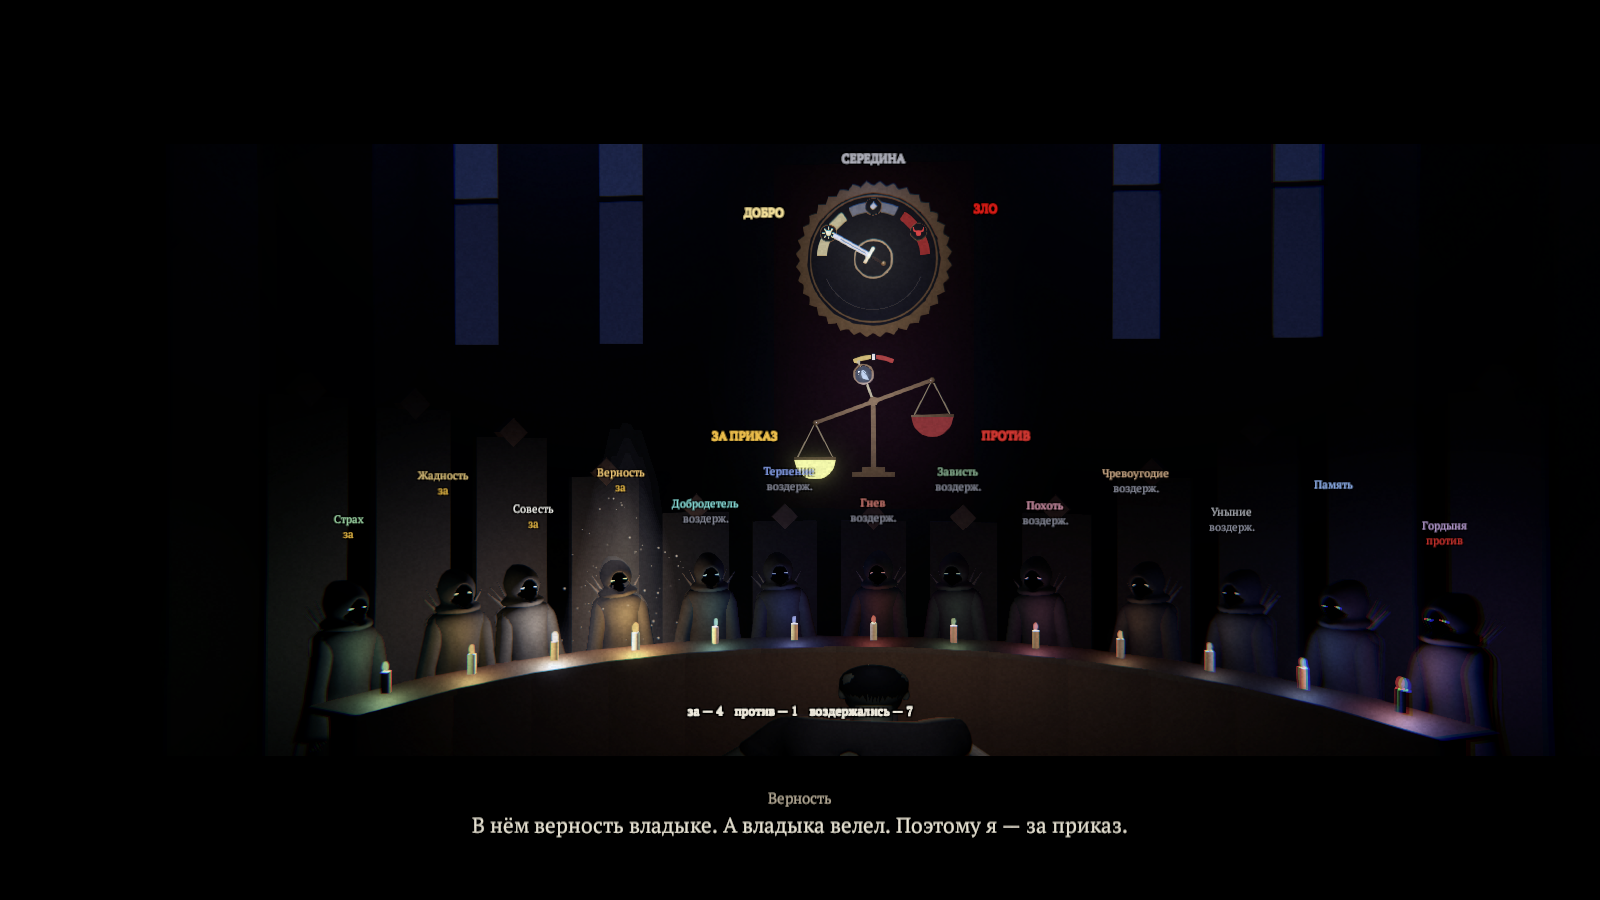 СЕРЕДИНА
ДОБРО
ЗЛО
ЗА ПРИКАЗ
ПРОТИВ
Жадность
за
Верность
за
Терпение
воздерж.
Зависть
воздерж.
Чревоугодие
воздерж.
Память
Страх
за
Совесть
за
Добродетель
воздерж.
Гнев
воздерж.
Похоть
воздерж.
Уныние
воздерж.
Гордыня
против
за — 4 против — 1 воздержались — 7
Верность
В нём верность владыке. А владыка велел. Поэтому я — за приказ.